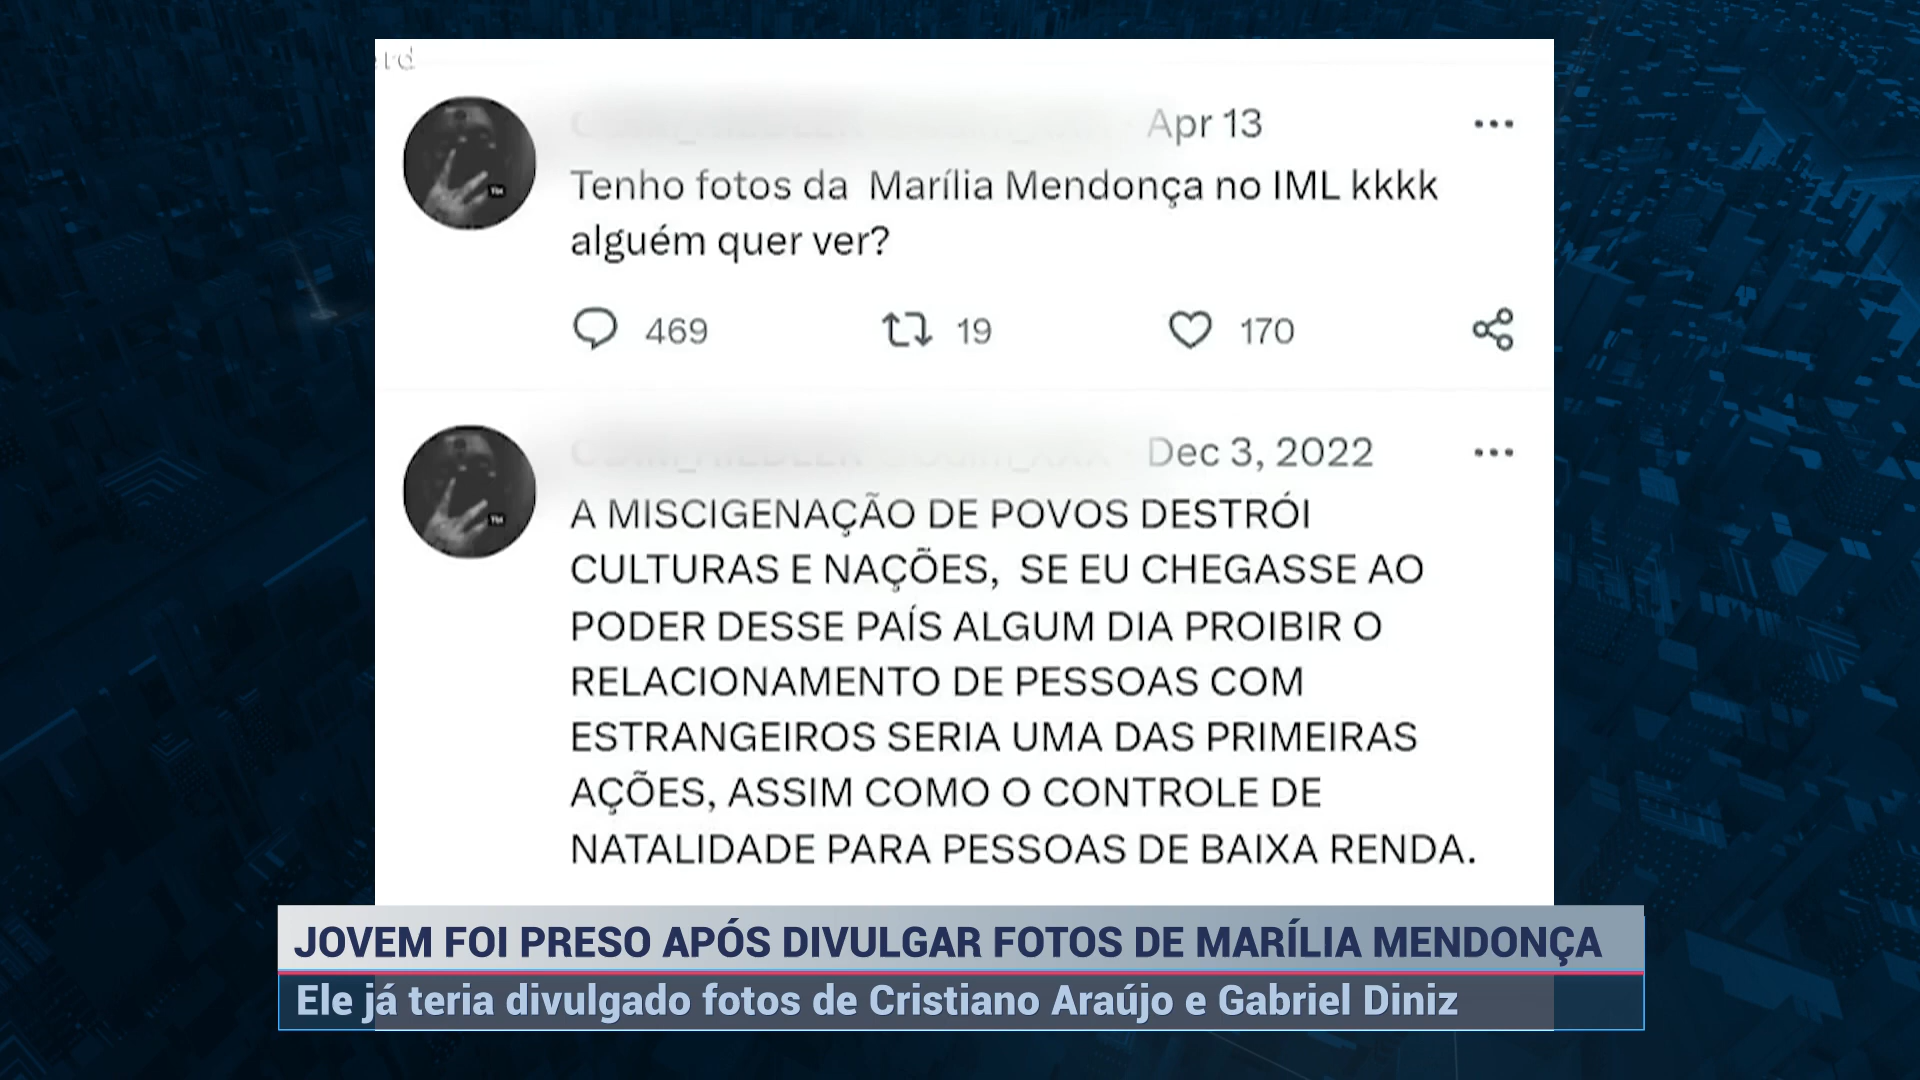 Apr 13
Tenho fotos da Marília Mendonça no IML kkkk
alguém quer ver?
469 19 170
Dec 3, 2022
A MISCIGENAÇÃO DE POVOS DESTRÓI
CULTURAS E NAÇÕES, SE EU CHEGASSE AO
PODER DESSE PAÍS ALGUM DIA PROIBIR O
RELACIONAMENTO DE PESSOAS COM
ESTRANGEIROS SERIA UMA DAS PRIMEIRAS
AÇÕES, ASSIM COMO O CONTROLE DE
NATALIDADE PARA PESSOAS DE BAIXA RENDA.
JOVEM FOI PRESO APÓS DIVULGAR FOTOS DE MARÍLIA MENDONÇA
Ele já teria divulgado fotos de Cristiano Araújo e Gabriel Diniz